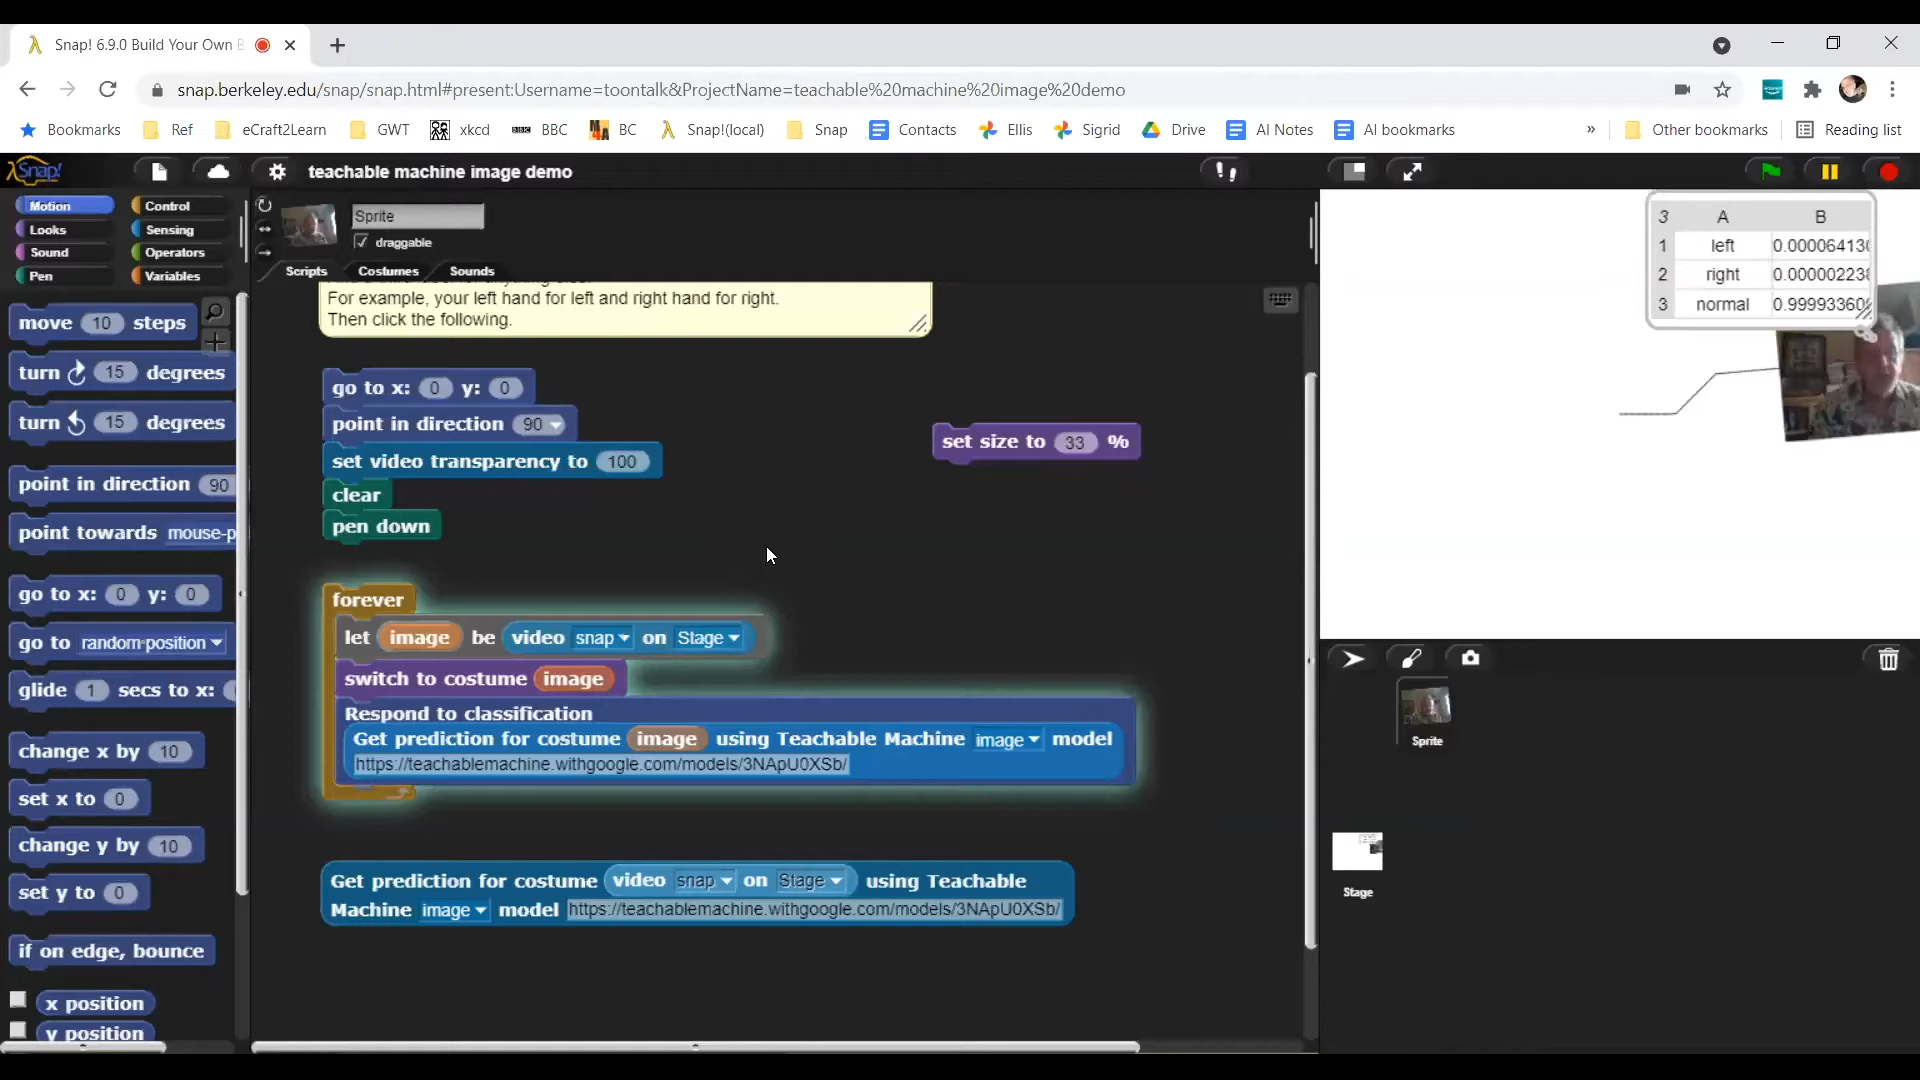 Snap! 6.9.0 Build Your Own B
snap.berkeley.edu/snap/snap.html#present:Username=toontalk&ProjectName=teachable%20machine%20image%20demo
Bookmarks Ref eCraft2Learn GWT xkcd BBC BC Snap!(local) Snap Contacts Ellis Sigrid Drive AI Notes AI bookmarks » Other bookmarks Reading list
Snap! teachable machine image demo
Motion Control
Looks Sensing
Sound Operators
Pen Variables
Sprite
draggable
Scripts Costumes Sounds
For example, your left hand for left and right hand for right.
Then click the following.
move 10 steps
turn 15 degrees
turn 15 degrees
point in direction 90
point towards mouse-p
go to x: 0 y: 0
go to random position
glide 1 secs to x:
change x by 10
set x to 0
change y by 10
set y to 0
if on edge, bounce
x position
y position
go to x: 0 y: 0
point in direction 90
set video transparency to 100
clear
pen down
set size to 33 %
forever
let image be video snap on Stage
switch to costume image
Respond to classification
Get prediction for costume image using Teachable Machine image model
https://teachablemachine.withgoogle.com/models/3NApU0XSb/
Get prediction for costume video snap on Stage using Teachable
Machine image model https://teachablemachine.withgoogle.com/models/3NApU0XSb/
3 A B
1 left 0.00006413
2 right 0.00000223
3 normal 0.9999336
Sprite
Stage